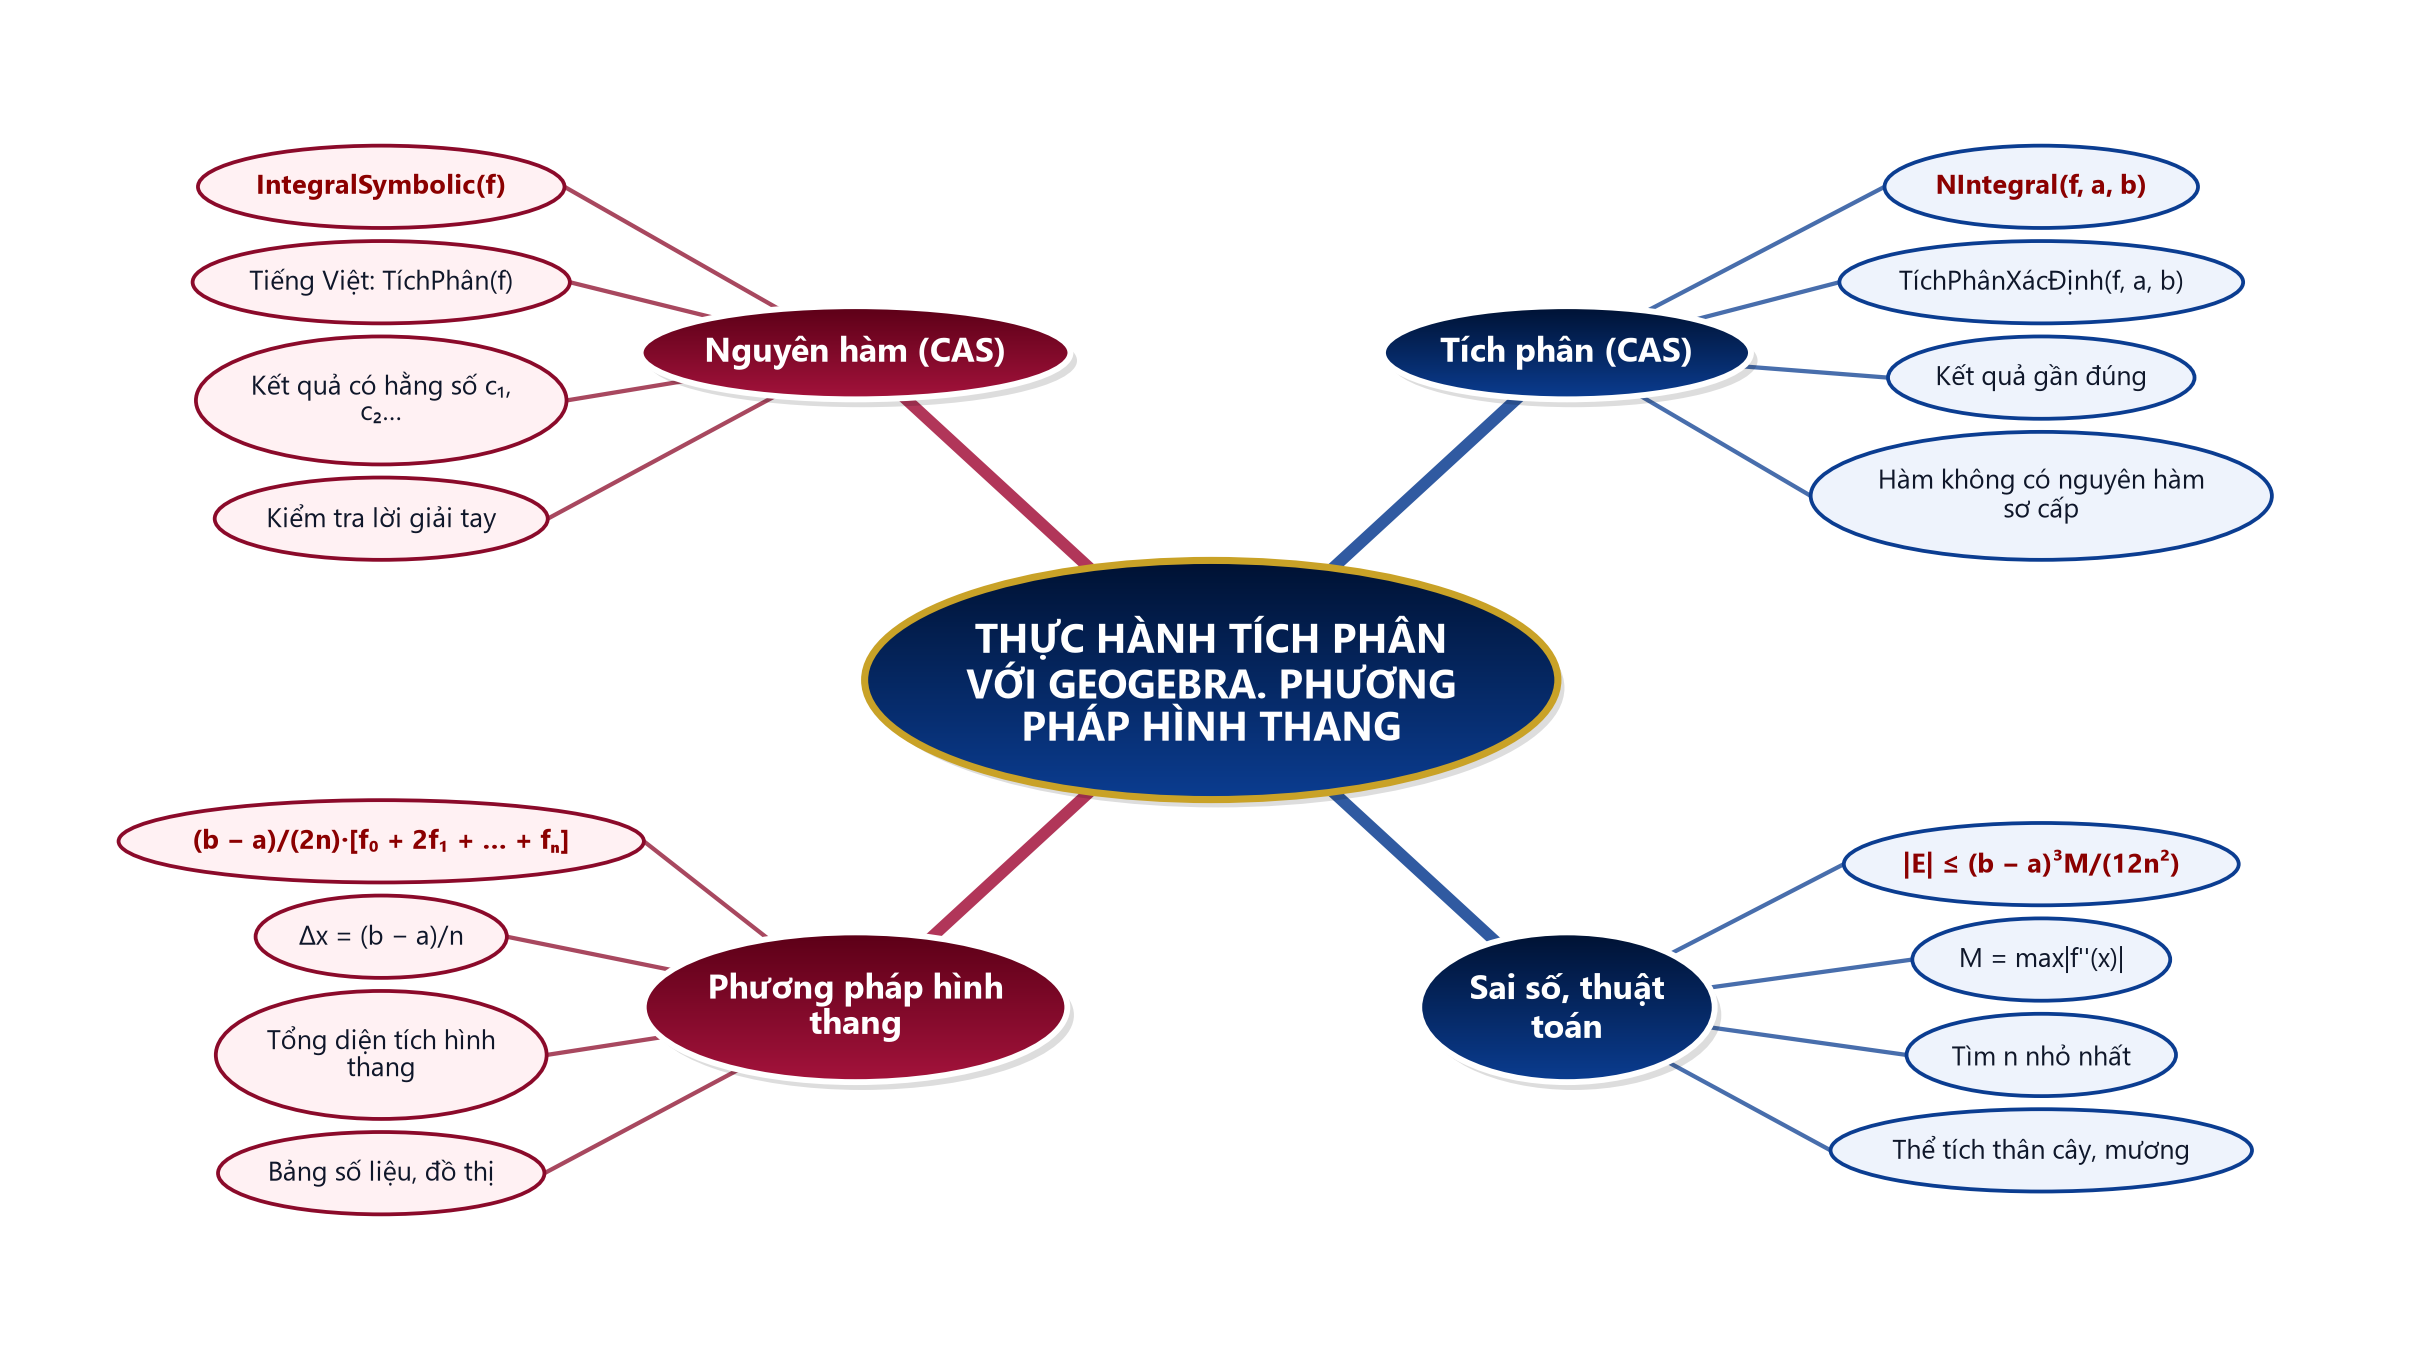 THỰC HÀNH TÍCH PHÂN
VỚI GEOGEBRA. PHƯƠNG
PHÁP HÌNH THANG
Nguyên hàm (CAS)
IntegralSymbolic(f)
Tiếng Việt: TíchPhân(f)
Kết quả có hằng số c₁,
c₂...
Kiểm tra lời giải tay
Tích phân (CAS)
NIntegral(f, a, b)
TíchPhânXácĐịnh(f, a, b)
Kết quả gần đúng
Hàm không có nguyên hàm
sơ cấp
Phương pháp hình
thang
(b − a)/(2n)·[f₀ + 2f₁ + ... + fₙ]
Δx = (b − a)/n
Tổng diện tích hình
thang
Bảng số liệu, đồ thị
Sai số, thuật
toán
|E| ≤ (b − a)³M/(12n²)
M = max|f''(x)|
Tìm n nhỏ nhất
Thể tích thân cây, mương